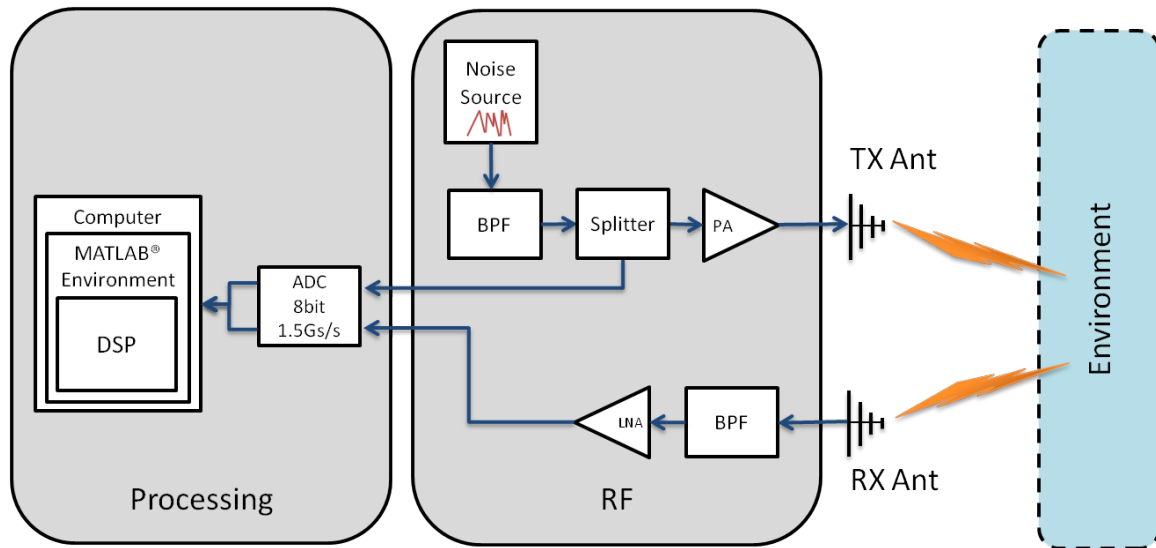 Noise
Source
TX Ant
BPF
Splitter
PA
Computer
MATLAB®
Environment
DSP
ADC
8bit
1.5Gs/s
LNA
BPF
RX Ant
Environment
Processing
RF